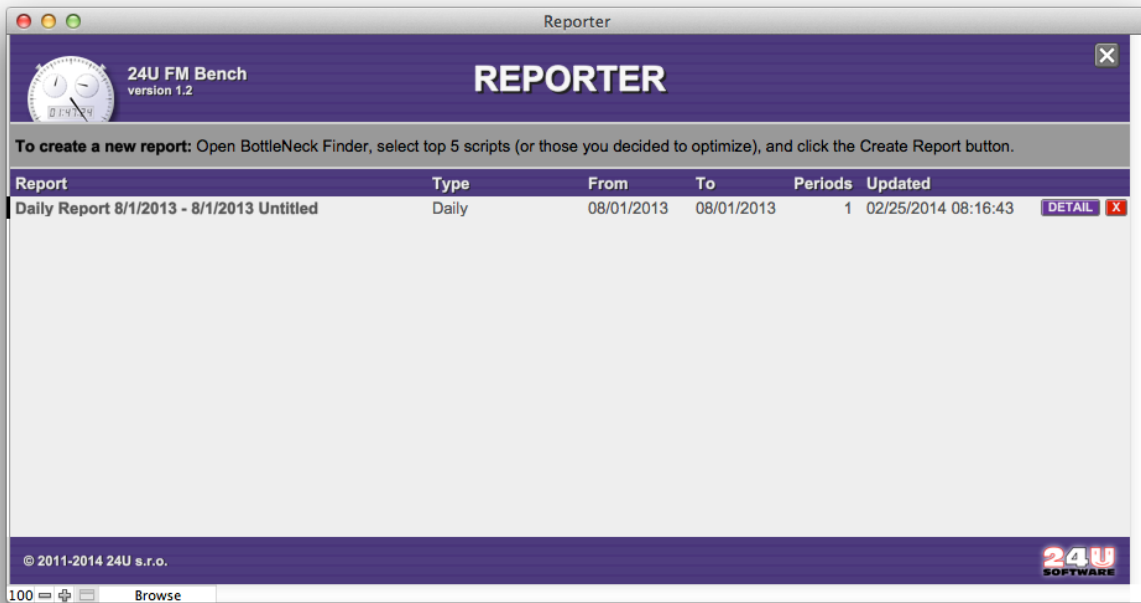 Reporter
24U FM Bench
version 1.2
REPORTER
01:47:24
To create a new report: Open BottleNeck Finder, select top 5 scripts (or those you decided to optimize), and click the Create Report button.
Report Type From To Periods Updated
Daily Report 8/1/2013 - 8/1/2013 Untitled Daily 08/01/2013 08/01/2013 1 02/25/2014 08:16:43 DETAIL X
© 2011-2014 24U s.r.o.
24U
SOFTWARE
100 Browse